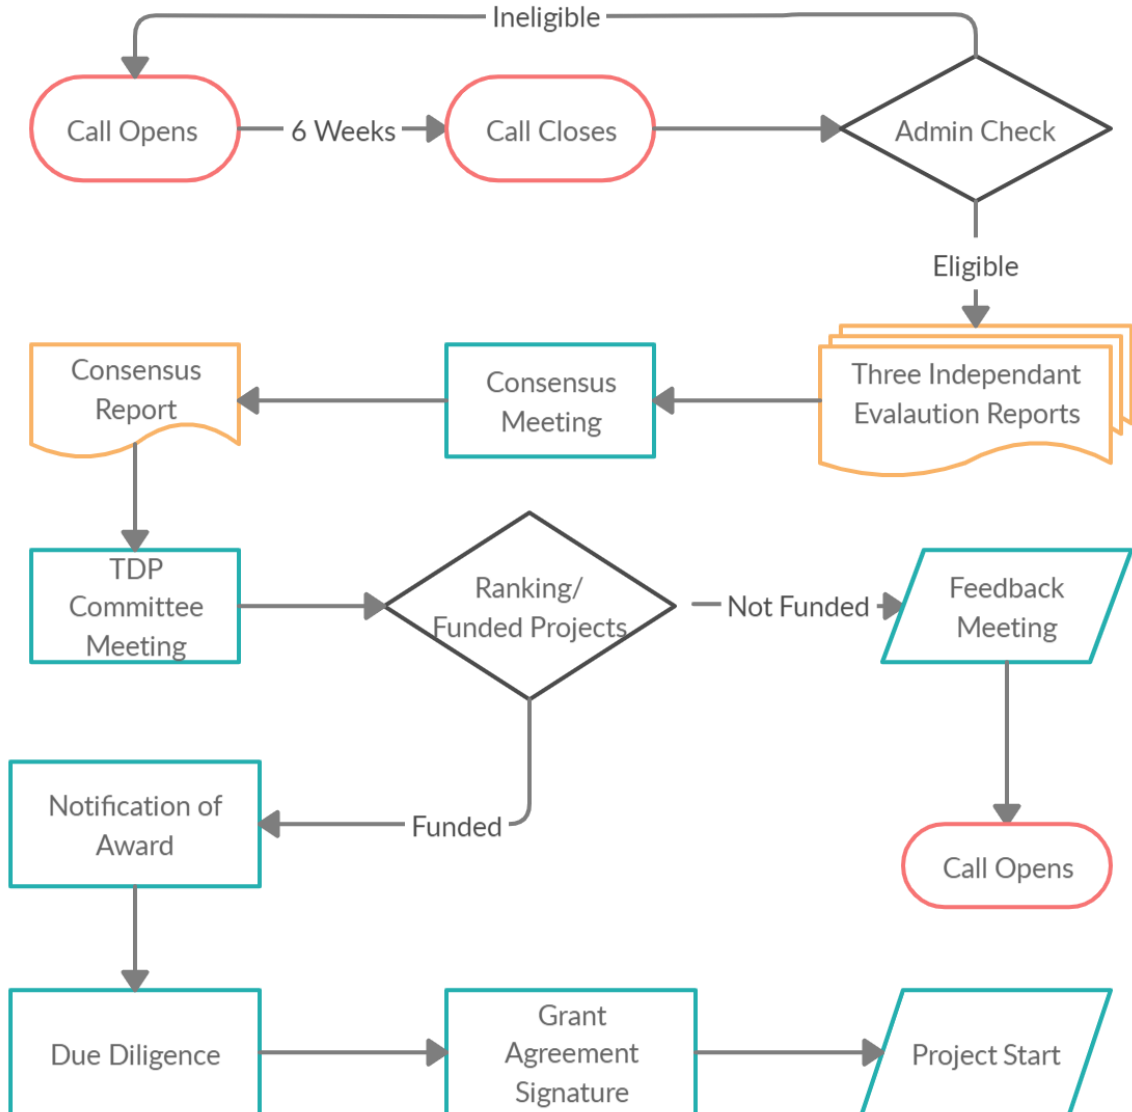 Ineligible
Call Opens
6 Weeks
Call Closes
Admin Check
Eligible
Consensus
Report
Consensus
Meeting
Three Independant
Evalaution Reports
TDP
Committee
Meeting
Ranking/
Funded Projects
Not Funded
Feedback
Meeting
Notification of
Award
Funded
Call Opens
Due Diligence
Grant
Agreement
Signature
Project Start